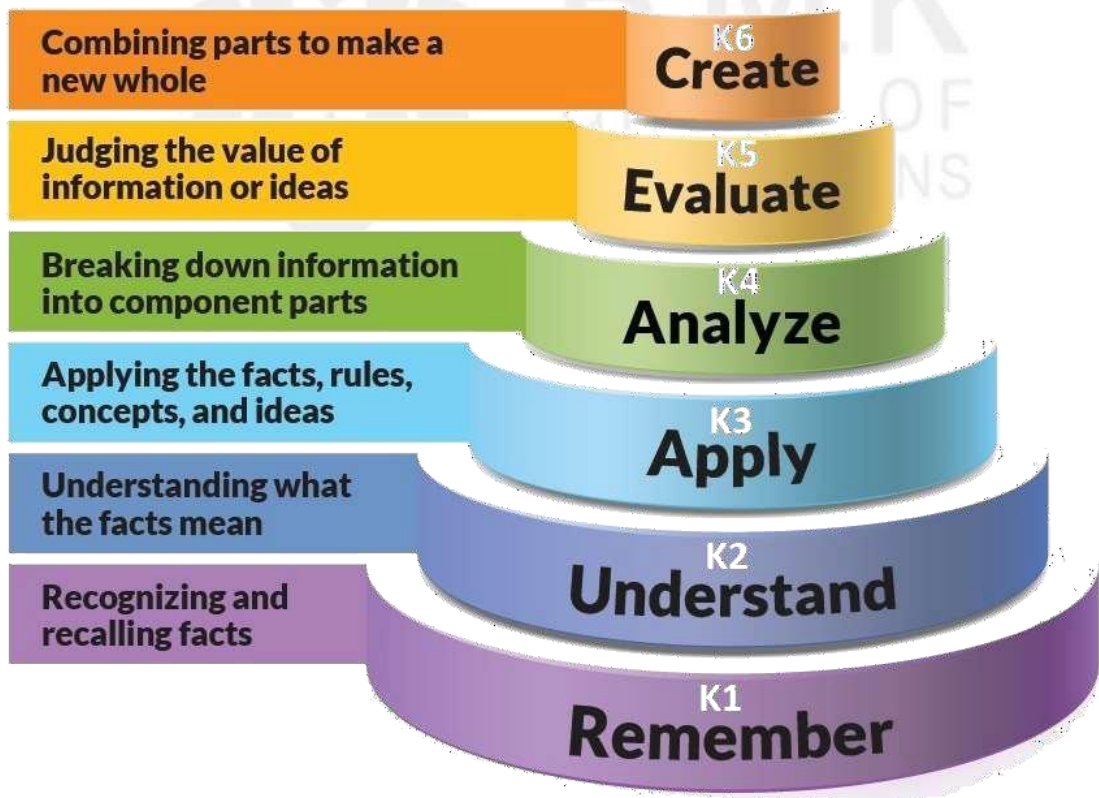 Combining parts to make a
new whole
K6
Create
Judging the value of
information or ideas
K5
Evaluate
Breaking down information
into component parts
K4
Analyze
Applying the facts, rules,
concepts, and ideas
K3
Apply
Understanding what
the facts mean
K2
Understand
Recognizing and
recalling facts
K1
Remember
OF
NS